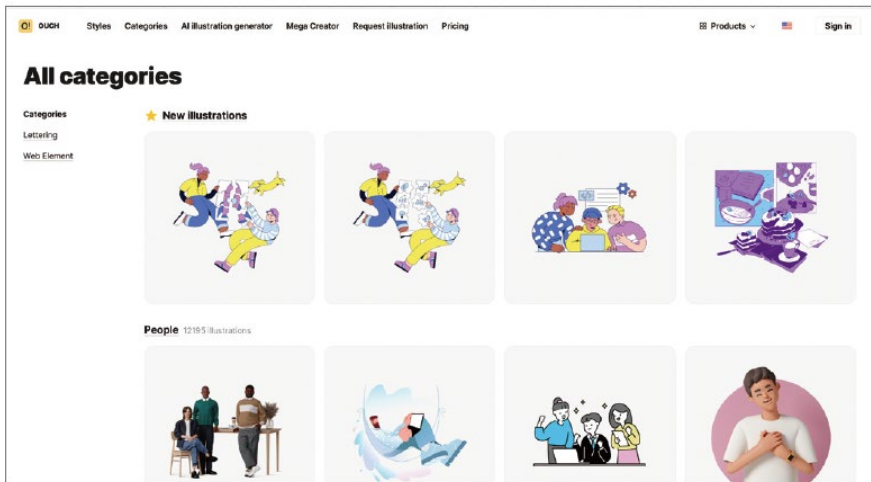 O! OUCH Styles Categories AI illustration generator Mega Creator Request illustration Pricing Products Sign in
All categories
Categories
Lettering
Web Element
New illustrations
People 12195 illustrations